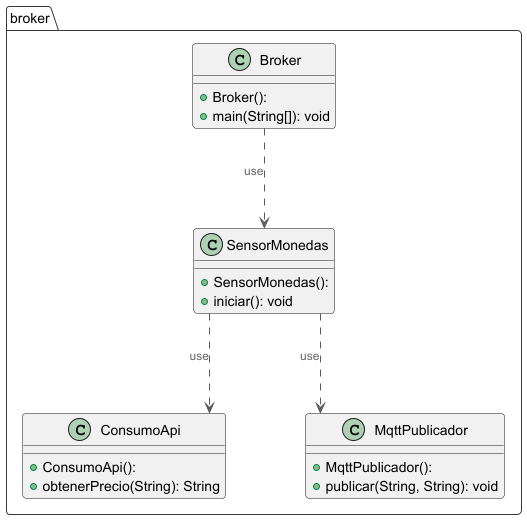 broker
C Broker
Broker():
main(String[]): void
use
C SensorMonedas
SensorMonedas():
iniciar(): void
use
use
C ConsumoApi
ConsumoApi():
obtenerPrecio(String): String
C MqttPublicador
MqttPublicador():
publicar(String, String): void